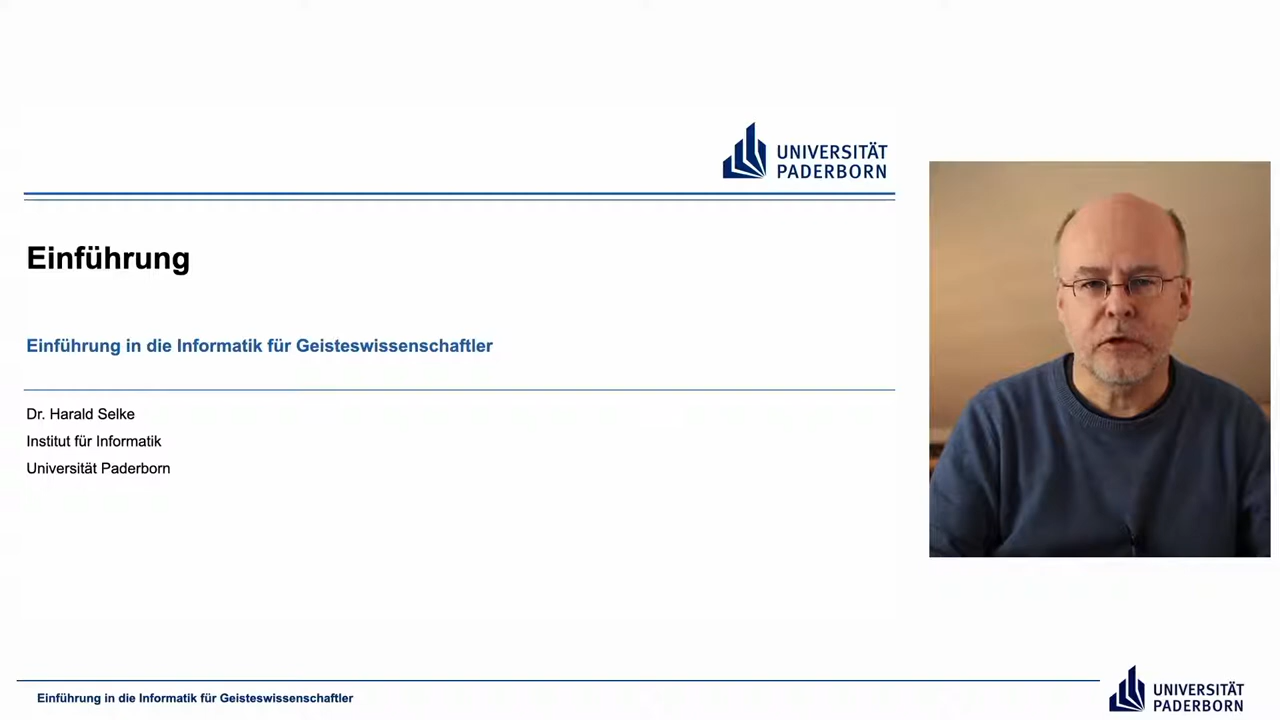 UNIVERSITÄT
PADERBORN
Einführung
Einführung in die Informatik für Geisteswissenschaftler
Dr. Harald Selke
Institut für Informatik
Universität Paderborn
Einführung in die Informatik für Geisteswissenschaftler
UNIVERSITÄT
PADERBORN